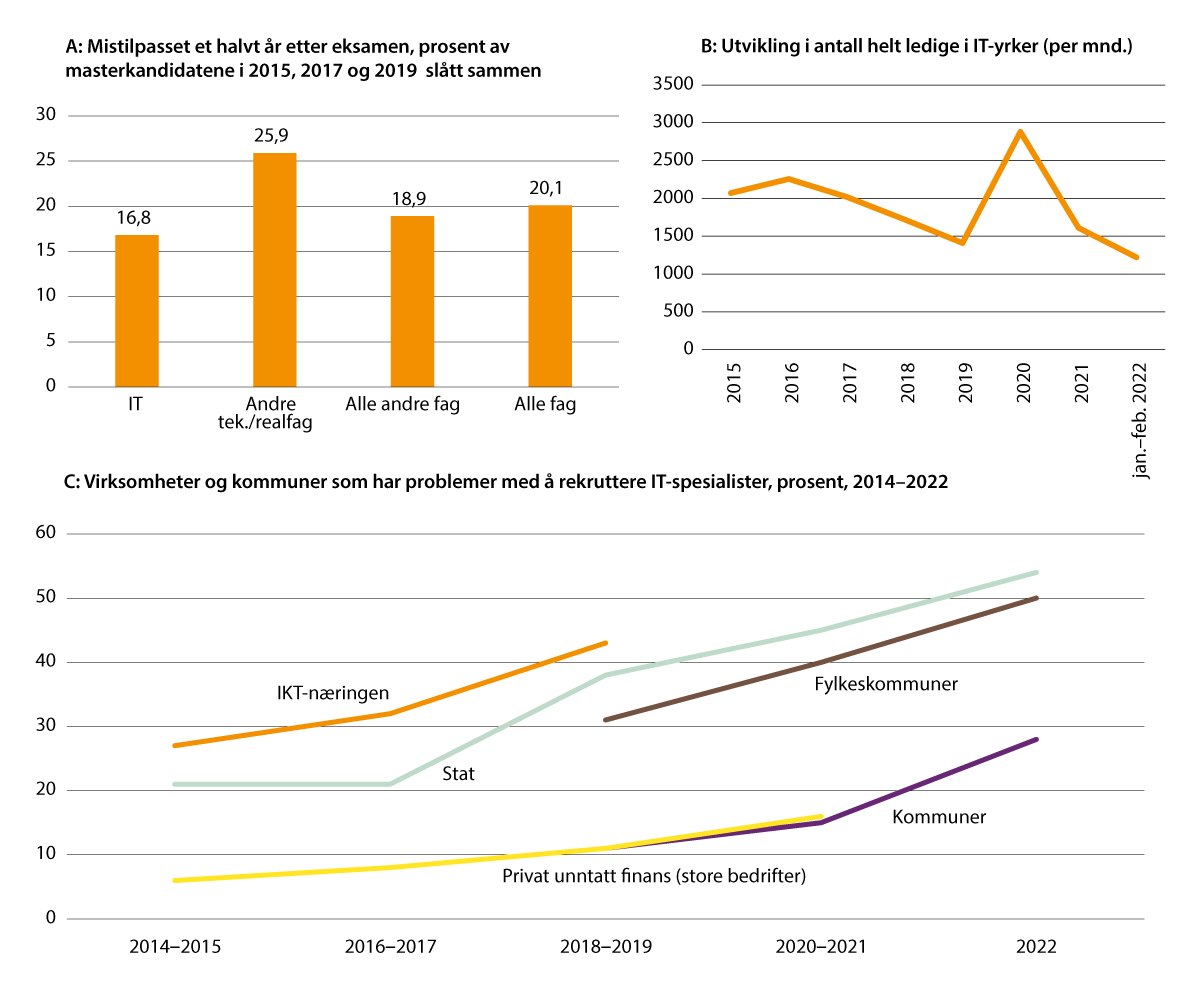 A: Mistilpasset et halvt år etter eksamen, prosent av
masterkandidatene i 2015, 2017 og 2019 slått sammen
30
25
20
15
10
5
0
16,8
25,9
18,9
20,1
IT
Andre
tek./realfag
Alle andre fag
Alle fag
B: Utvikling i antall helt ledige i IT-yrker (per mnd.)
3500
3000
2500
2000
1500
1000
500
0
2015
2016
2017
2018
2019
2020
2021
jan.–feb. 2022
C: Virksomheter og kommuner som har problemer med å rekruttere IT-spesialister, prosent, 2014–2022
60
50
40
30
20
10
0
IKT-næringen
Stat
Fylkeskommuner
Kommuner
Privat unntatt finans (store bedrifter)
2014–2015
2016–2017
2018–2019
2020–2021
2022